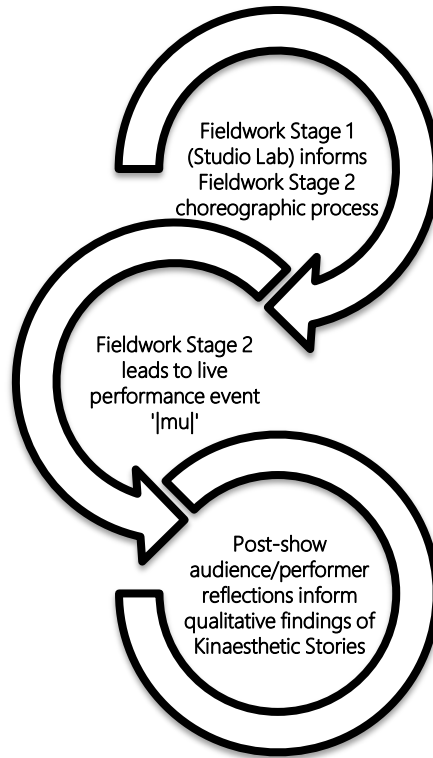 Fieldwork Stage 1
(Studio Lab) informs
Fieldwork Stage 2
choreographic process
Fieldwork Stage 2
leads to live
performance event
'|mu|'
Post-show
audience/performer
reflections inform
qualitative findings of
Kinaesthetic Stories